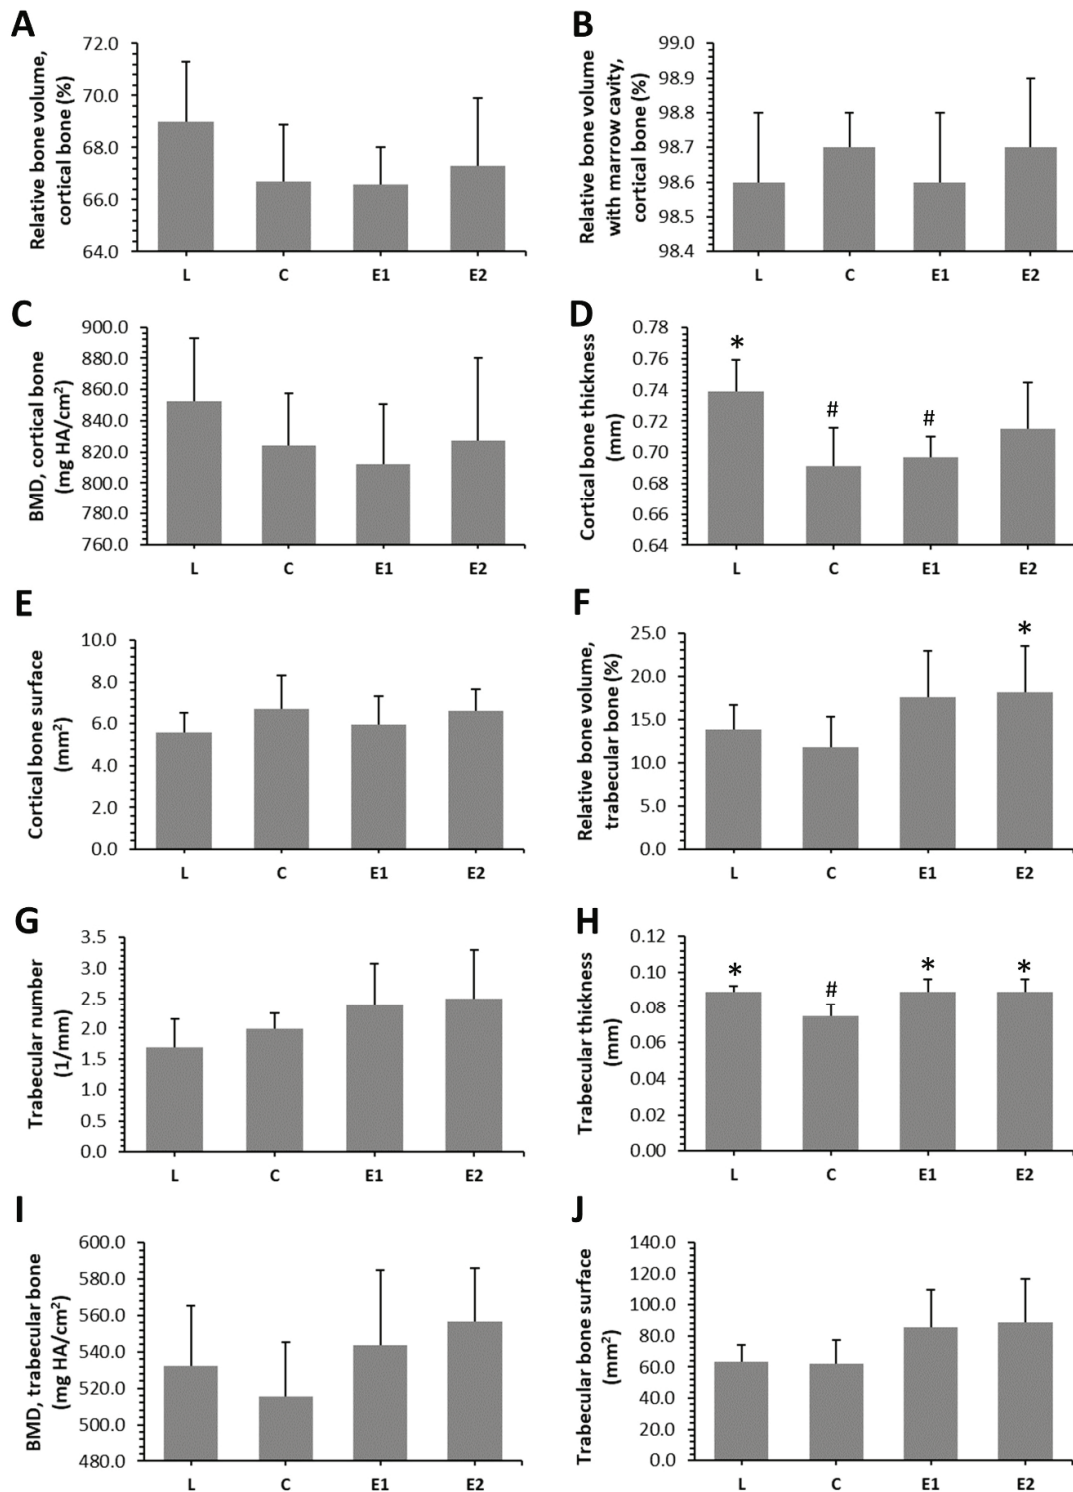 A
Relative bone volume,
cortical bone (%)
72.0
70.0
68.0
66.0
64.0
L C E1 E2
B
Relative bone volume
with marrow cavity,
cortical bone (%)
99.0
98.9
98.8
98.7
98.6
98.5
98.4
L C E1 E2
C
BMD, cortical bone
(mg HA/cm²)
900.0
880.0
860.0
840.0
820.0
800.0
780.0
760.0
L C E1 E2
D
Cortical bone thickness
(mm)
0.78
0.76
0.74
0.72
0.70
0.68
0.66
0.64
* # #
L C E1 E2
E
Cortical bone surface
(mm²)
10.0
8.0
6.0
4.0
2.0
0.0
L C E1 E2
F
Relative bone volume,
trabecular bone (%)
25.0
20.0
15.0
10.0
5.0
0.0
*
L C E1 E2
G
Trabecular number
(1/mm)
3.5
3.0
2.5
2.0
1.5
1.0
0.5
0.0
L C E1 E2
H
Trabecular thickness
(mm)
0.12
0.10
0.08
0.06
0.04
0.02
0.00
* # * *
L C E1 E2
I
BMD, trabecular bone
(mg HA/cm²)
600.0
580.0
560.0
540.0
520.0
500.0
480.0
L C E1 E2
J
Trabecular bone surface
(mm²)
140.0
120.0
100.0
80.0
60.0
40.0
20.0
0.0
L C E1 E2